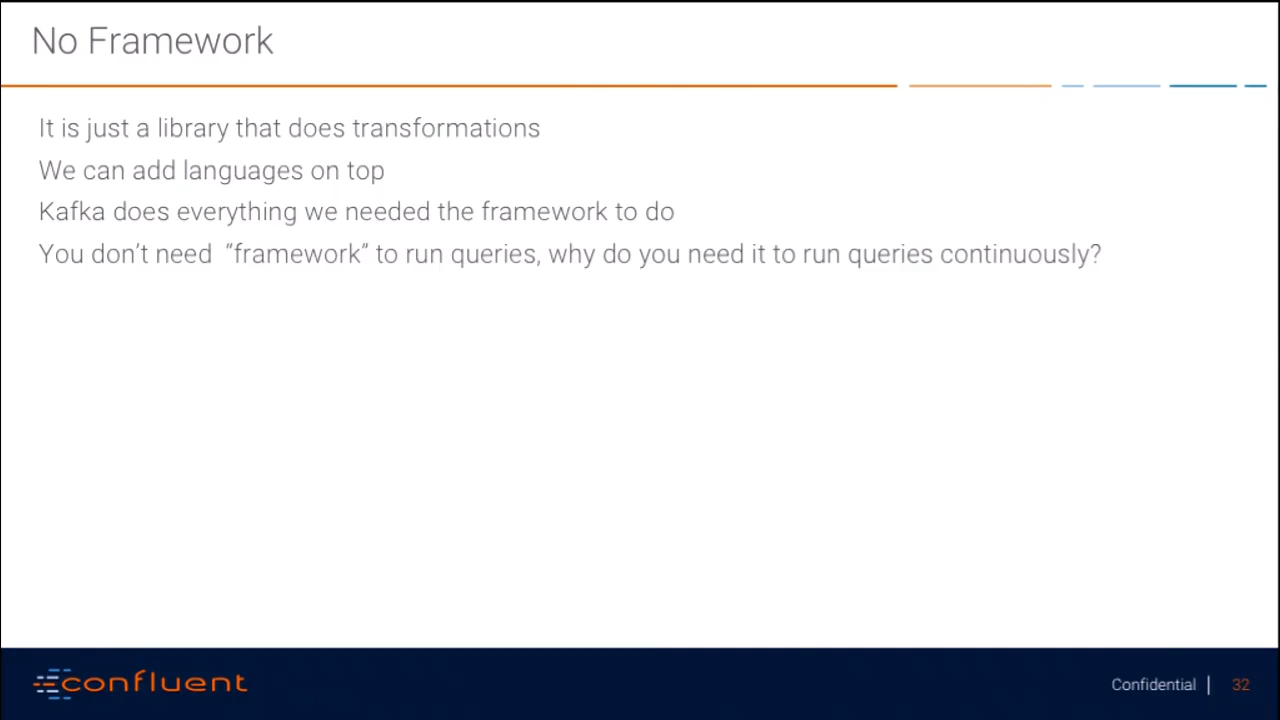 No Framework
It is just a library that does transformations
We can add languages on top
Kafka does everything we needed the framework to do
You don’t need “framework” to run queries, why do you need it to run queries continuously?
confluent
Confidential | 32